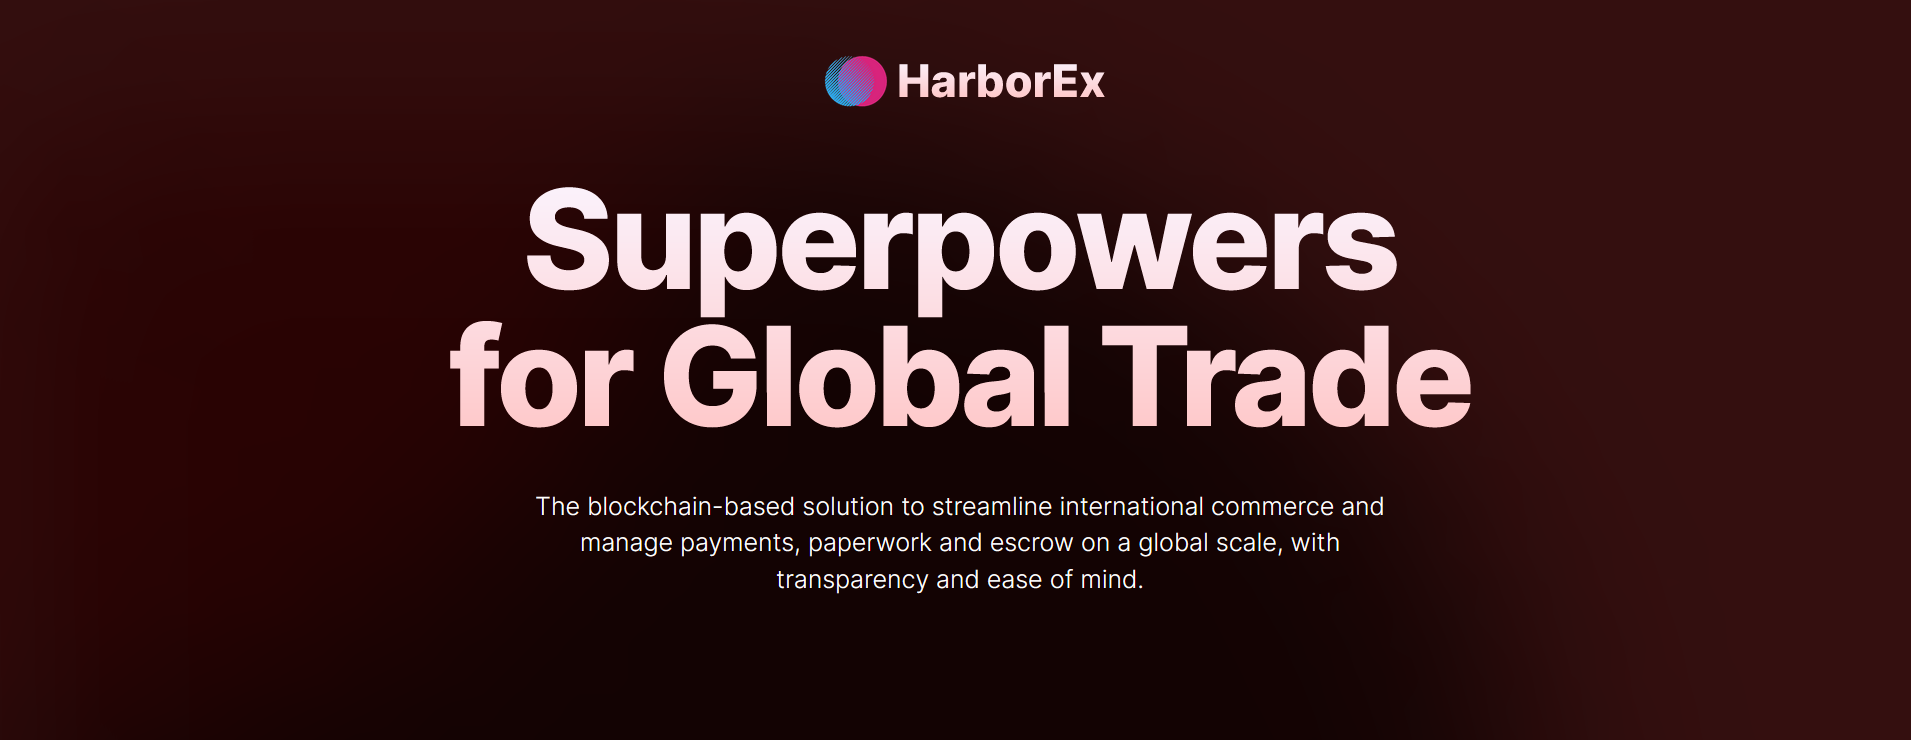 HarborEx
Superpowers
for Global Trade
The blockchain-based solution to streamline international commerce and
manage payments, paperwork and escrow on a global scale, with
transparency and ease of mind.